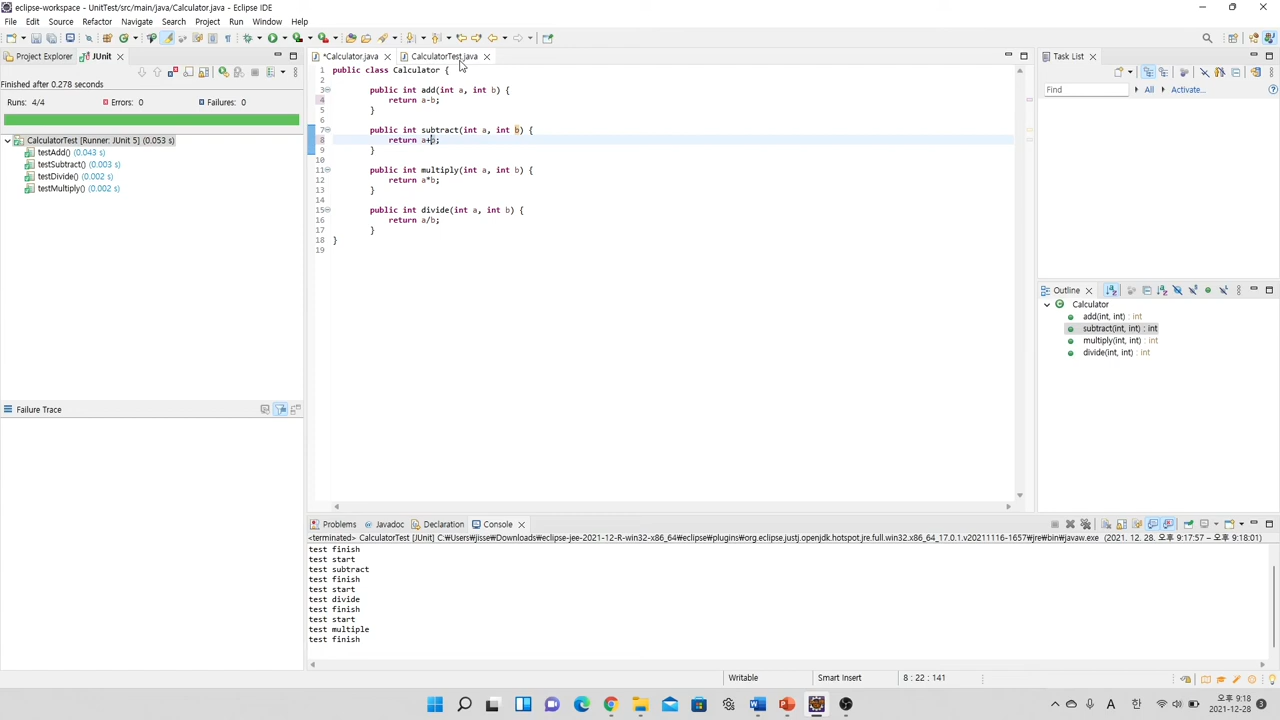 eclipse-workspace - UnitTest/src/main/java/Calculator.java - Eclipse IDE
File Edit Source Refactor Navigate Search Project Run Window Help
Project Explorer JUnit
Finished after 0.278 seconds
Runs: 4/4 Errors: 0 Failures: 0
CalculatorTest [Runner: JUnit 5] (0.053 s)
testAdd() (0.043 s)
testSubtract() (0.003 s)
testDivide() (0.002 s)
testMultiply() (0.002 s)
Failure Trace
*Calculator.java CalculatorTest.java
1 public class Calculator {
2
3 public int add(int a, int b) {
4 return a-b;
5 }
6
7 public int subtract(int a, int b) {
8 return a+b;
9 }
10
11 public int multiply(int a, int b) {
12 return a*b;
13 }
14
15 public int divide(int a, int b) {
16 return a/b;
17 }
18 }
19
Task List
Find All Activate...
Outline
Calculator
add(int, int) : int
subtract(int, int) : int
multiply(int, int) : int
divide(int, int) : int
Problems Javadoc Declaration Console
<terminated> CalculatorTest [JUnit] C:₩Users₩jisse₩Downloads₩eclipse-jee-2021-12-R-win32-x86_64₩eclipse₩plugins₩org.eclipse.justj.openjdk.hotspot.jre.full.win32.x86_64_17.0.1.v20211116-1657₩jre₩bin₩javaw.exe (2021. 12. 28. 오후 9:17:57 – 오후 9:18:01)
test finish
test start
test subtract
test finish
test start
test divide
test finish
test start
test multiple
test finish
Writable Smart Insert 8 : 22 : 141
A 한 오후 9:18
2021-12-28